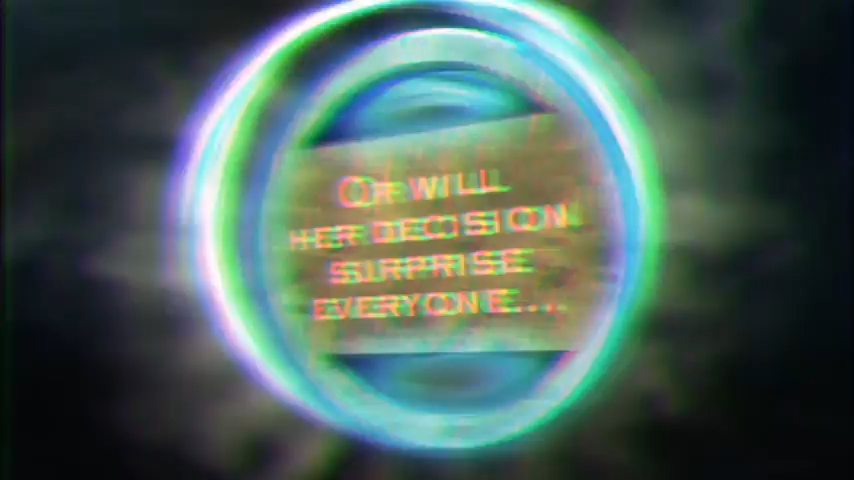 OR WILL
HER DECISION
SURPRISE
EVERYONE....